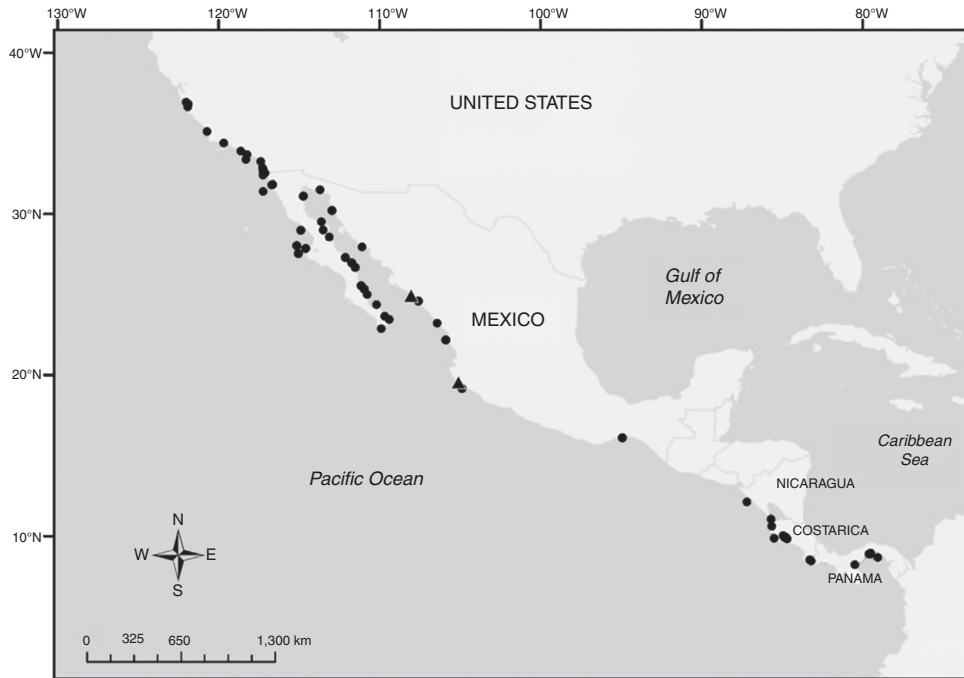 130°W 120°W 110°W 100°W 90°W 80°W
40°W
UNITED STATES
30°N
Gulf of
Mexico
MEXICO
20°N
Caribbean
Sea
Pacific Ocean
NICARAGUA
N
COSTARICA
10°N
W E
PANAMA
S
0 325 650 1,300 km